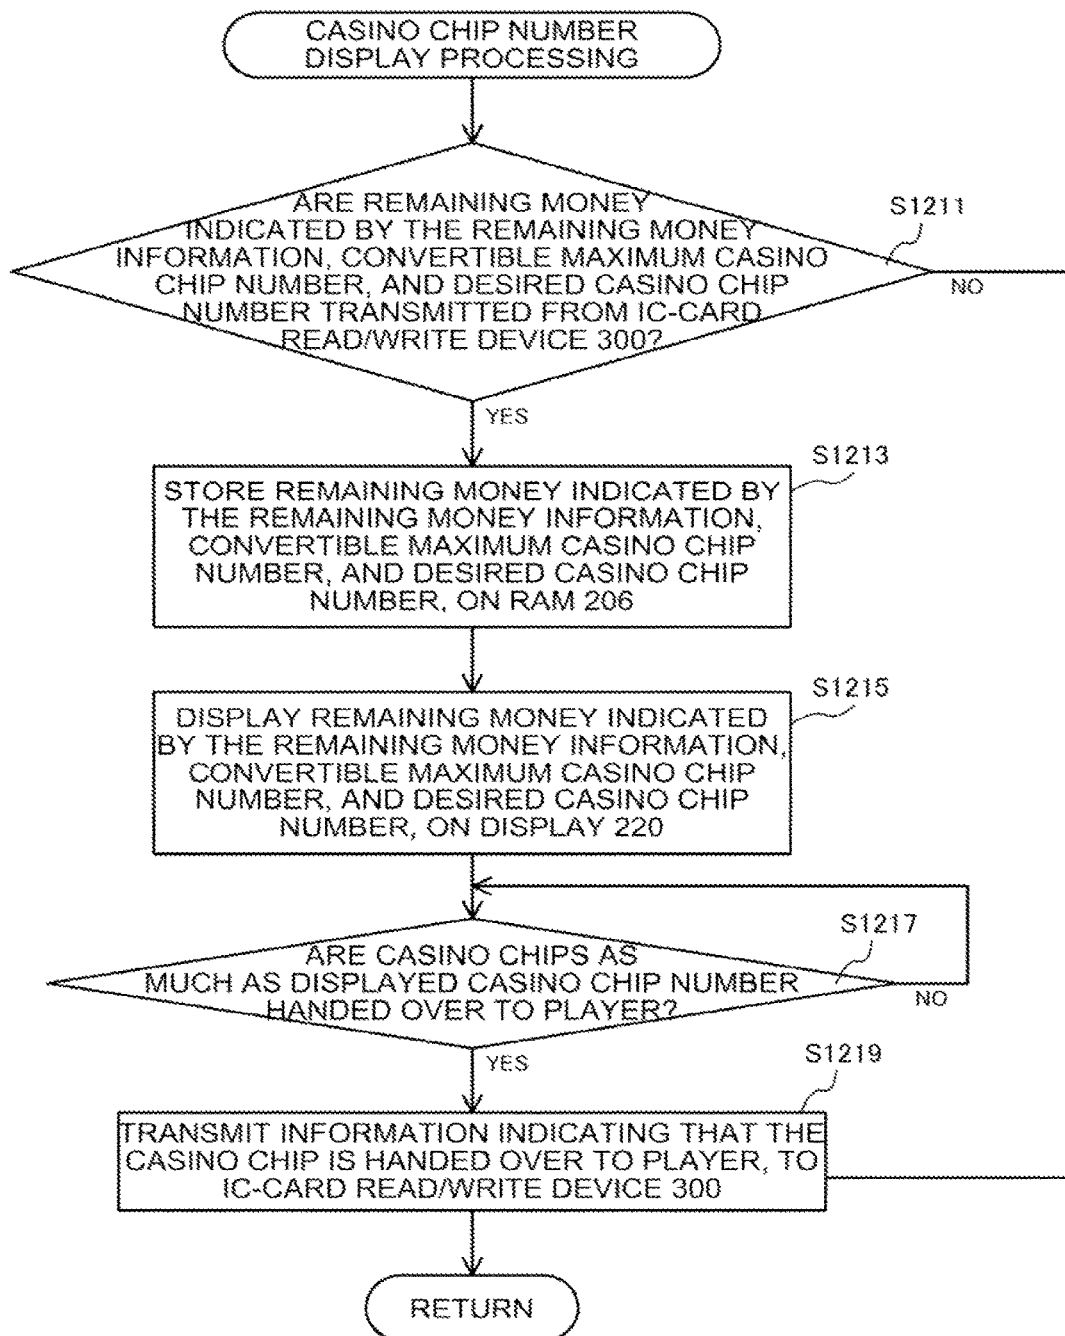 CASINO CHIP NUMBER
DISPLAY PROCESSING
ARE REMAINING MONEY
INDICATED BY THE REMAINING MONEY
INFORMATION, CONVERTIBLE MAXIMUM CASINO
CHIP NUMBER, AND DESIRED CASINO CHIP
NUMBER TRANSMITTED FROM IC-CARD
READ/WRITE DEVICE 300?
S1211
NO
YES
S1213
STORE REMAINING MONEY INDICATED BY
THE REMAINING MONEY INFORMATION,
CONVERTIBLE MAXIMUM CASINO CHIP
NUMBER, AND DESIRED CASINO CHIP
NUMBER, ON RAM 206
S1215
DISPLAY REMAINING MONEY INDICATED
BY THE REMAINING MONEY INFORMATION,
CONVERTIBLE MAXIMUM CASINO CHIP
NUMBER, AND DESIRED CASINO CHIP
NUMBER, ON DISPLAY 220
S1217
ARE CASINO CHIPS AS
MUCH AS DISPLAYED CASINO CHIP NUMBER
HANDED OVER TO PLAYER?
NO
YES
S1219
TRANSMIT INFORMATION INDICATING THAT THE
CASINO CHIP IS HANDED OVER TO PLAYER, TO
IC-CARD READ/WRITE DEVICE 300
RETURN